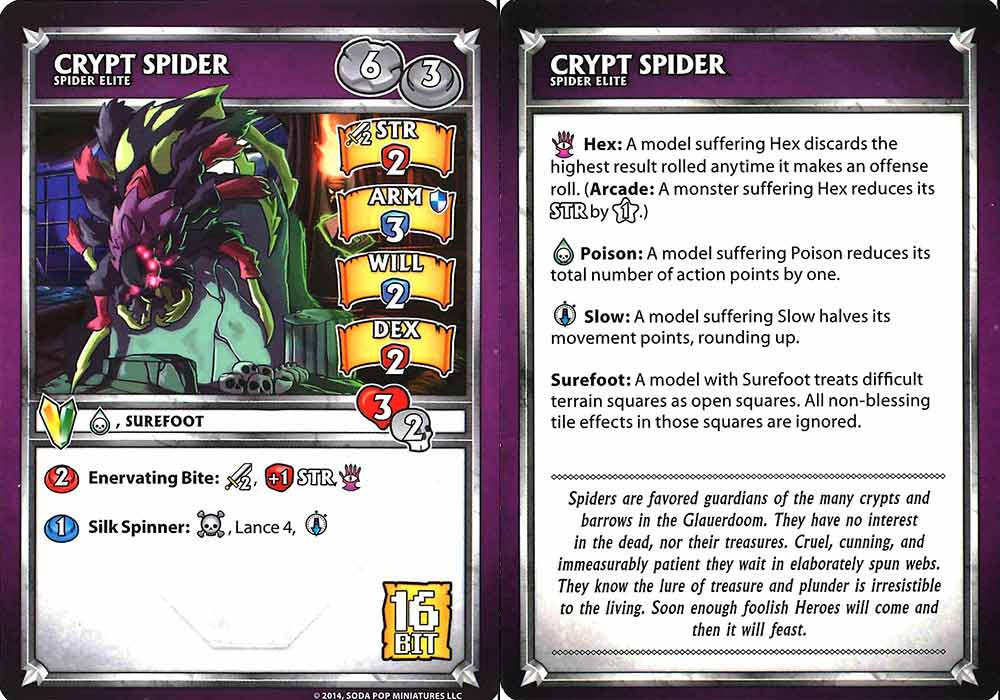 CRYPT SPIDER
SPIDER ELITE
6
3
2 STR
2
ARM
3
WILL
2
DEX
2
3
2
, SUREFOOT
2 Enervating Bite: 2, +1 STR
1 Silk Spinner: , Lance 4,
16
BIT
© 2014, SODA POP MINIATURES LLC
CRYPT SPIDER
SPIDER ELITE
Hex: A model suffering Hex discards the
highest result rolled anytime it makes an offense
roll. (Arcade: A monster suffering Hex reduces its
STR by 1.)
Poison: A model suffering Poison reduces its
total number of action points by one.
Slow: A model suffering Slow halves its
movement points, rounding up.
Surefoot: A model with Surefoot treats difficult
terrain squares as open squares. All non-blessing
tile effects in those squares are ignored.
Spiders are favored guardians of the many crypts and
barrows in the Glauerdoom. They have no interest
in the dead, nor their treasures. Cruel, cunning, and
immeasurably patient they wait in elaborately spun webs.
They know the lure of treasure and plunder is irresistible
to the living. Soon enough foolish Heroes will come and
then it will feast.